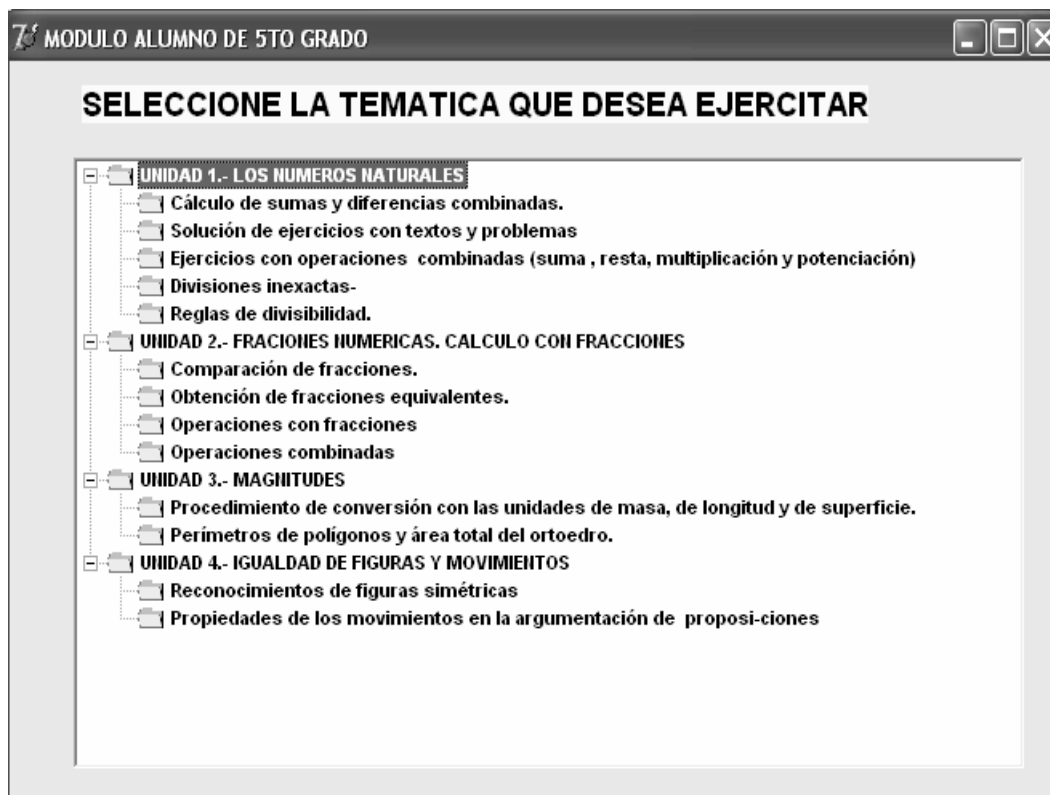 MODULO ALUMNO DE 5TO GRADO
SELECCIONE LA TEMATICA QUE DESEA EJERCITAR
UNIDAD 1.- LOS NUMEROS NATURALES
Cálculo de sumas y diferencias combinadas.
Solución de ejercicios con textos y problemas
Ejercicios con operaciones combinadas (suma , resta, multiplicación y potenciación)
Divisiones inexactas-
Reglas de divisibilidad.
UNIDAD 2.- FRACIONES NUMERICAS. CALCULO CON FRACCIONES
Comparación de fracciones.
Obtención de fracciones equivalentes.
Operaciones con fracciones
Operaciones combinadas
UNIDAD 3.- MAGNITUDES
Procedimiento de conversión con las unidades de masa, de longitud y de superficie.
Perímetros de polígonos y área total del ortoedro.
UNIDAD 4.- IGUALDAD DE FIGURAS Y MOVIMIENTOS
Reconocimientos de figuras simétricas
Propiedades de los movimientos en la argumentación de proposi-ciones